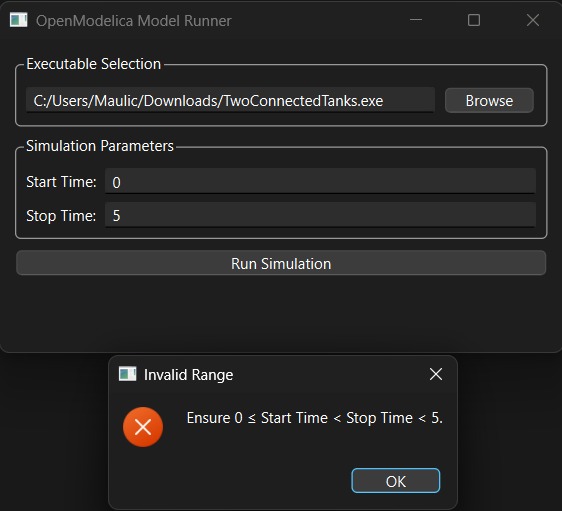 OpenModelica Model Runner
Executable Selection
C:/Users/Maulic/Downloads/TwoConnectedTanks.exe Browse
Simulation Parameters
Start Time: 0
Stop Time: 5
Run Simulation
Invalid Range
Ensure 0 ≤ Start Time < Stop Time < 5.
OK